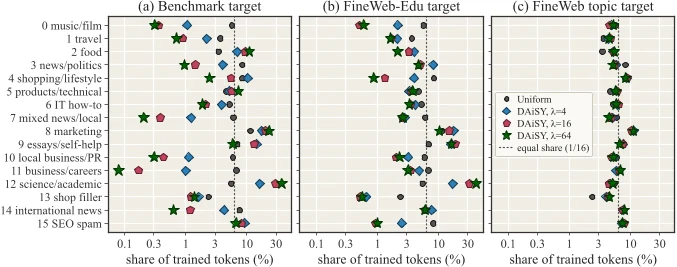 (a) Benchmark target
(b) FineWeb-Edu target
(c) FineWeb topic target
0 music/film
1 travel
2 food
3 news/politics
4 shopping/lifestyle
5 products/technical
6 IT how-to
7 mixed news/local
8 marketing
9 essays/self-help
10 local business/PR
11 business/careers
12 science/academic
13 shop filler
14 international news
15 SEO spam
Uniform
DAiSY, λ=4
DAiSY, λ=16
DAiSY, λ=64
equal share (1/16)
0.1 0.3 1 3 10 30
0.1 0.3 1 3 10 30
0.1 0.3 1 3 10 30
share of trained tokens (%)
share of trained tokens (%)
share of trained tokens (%)